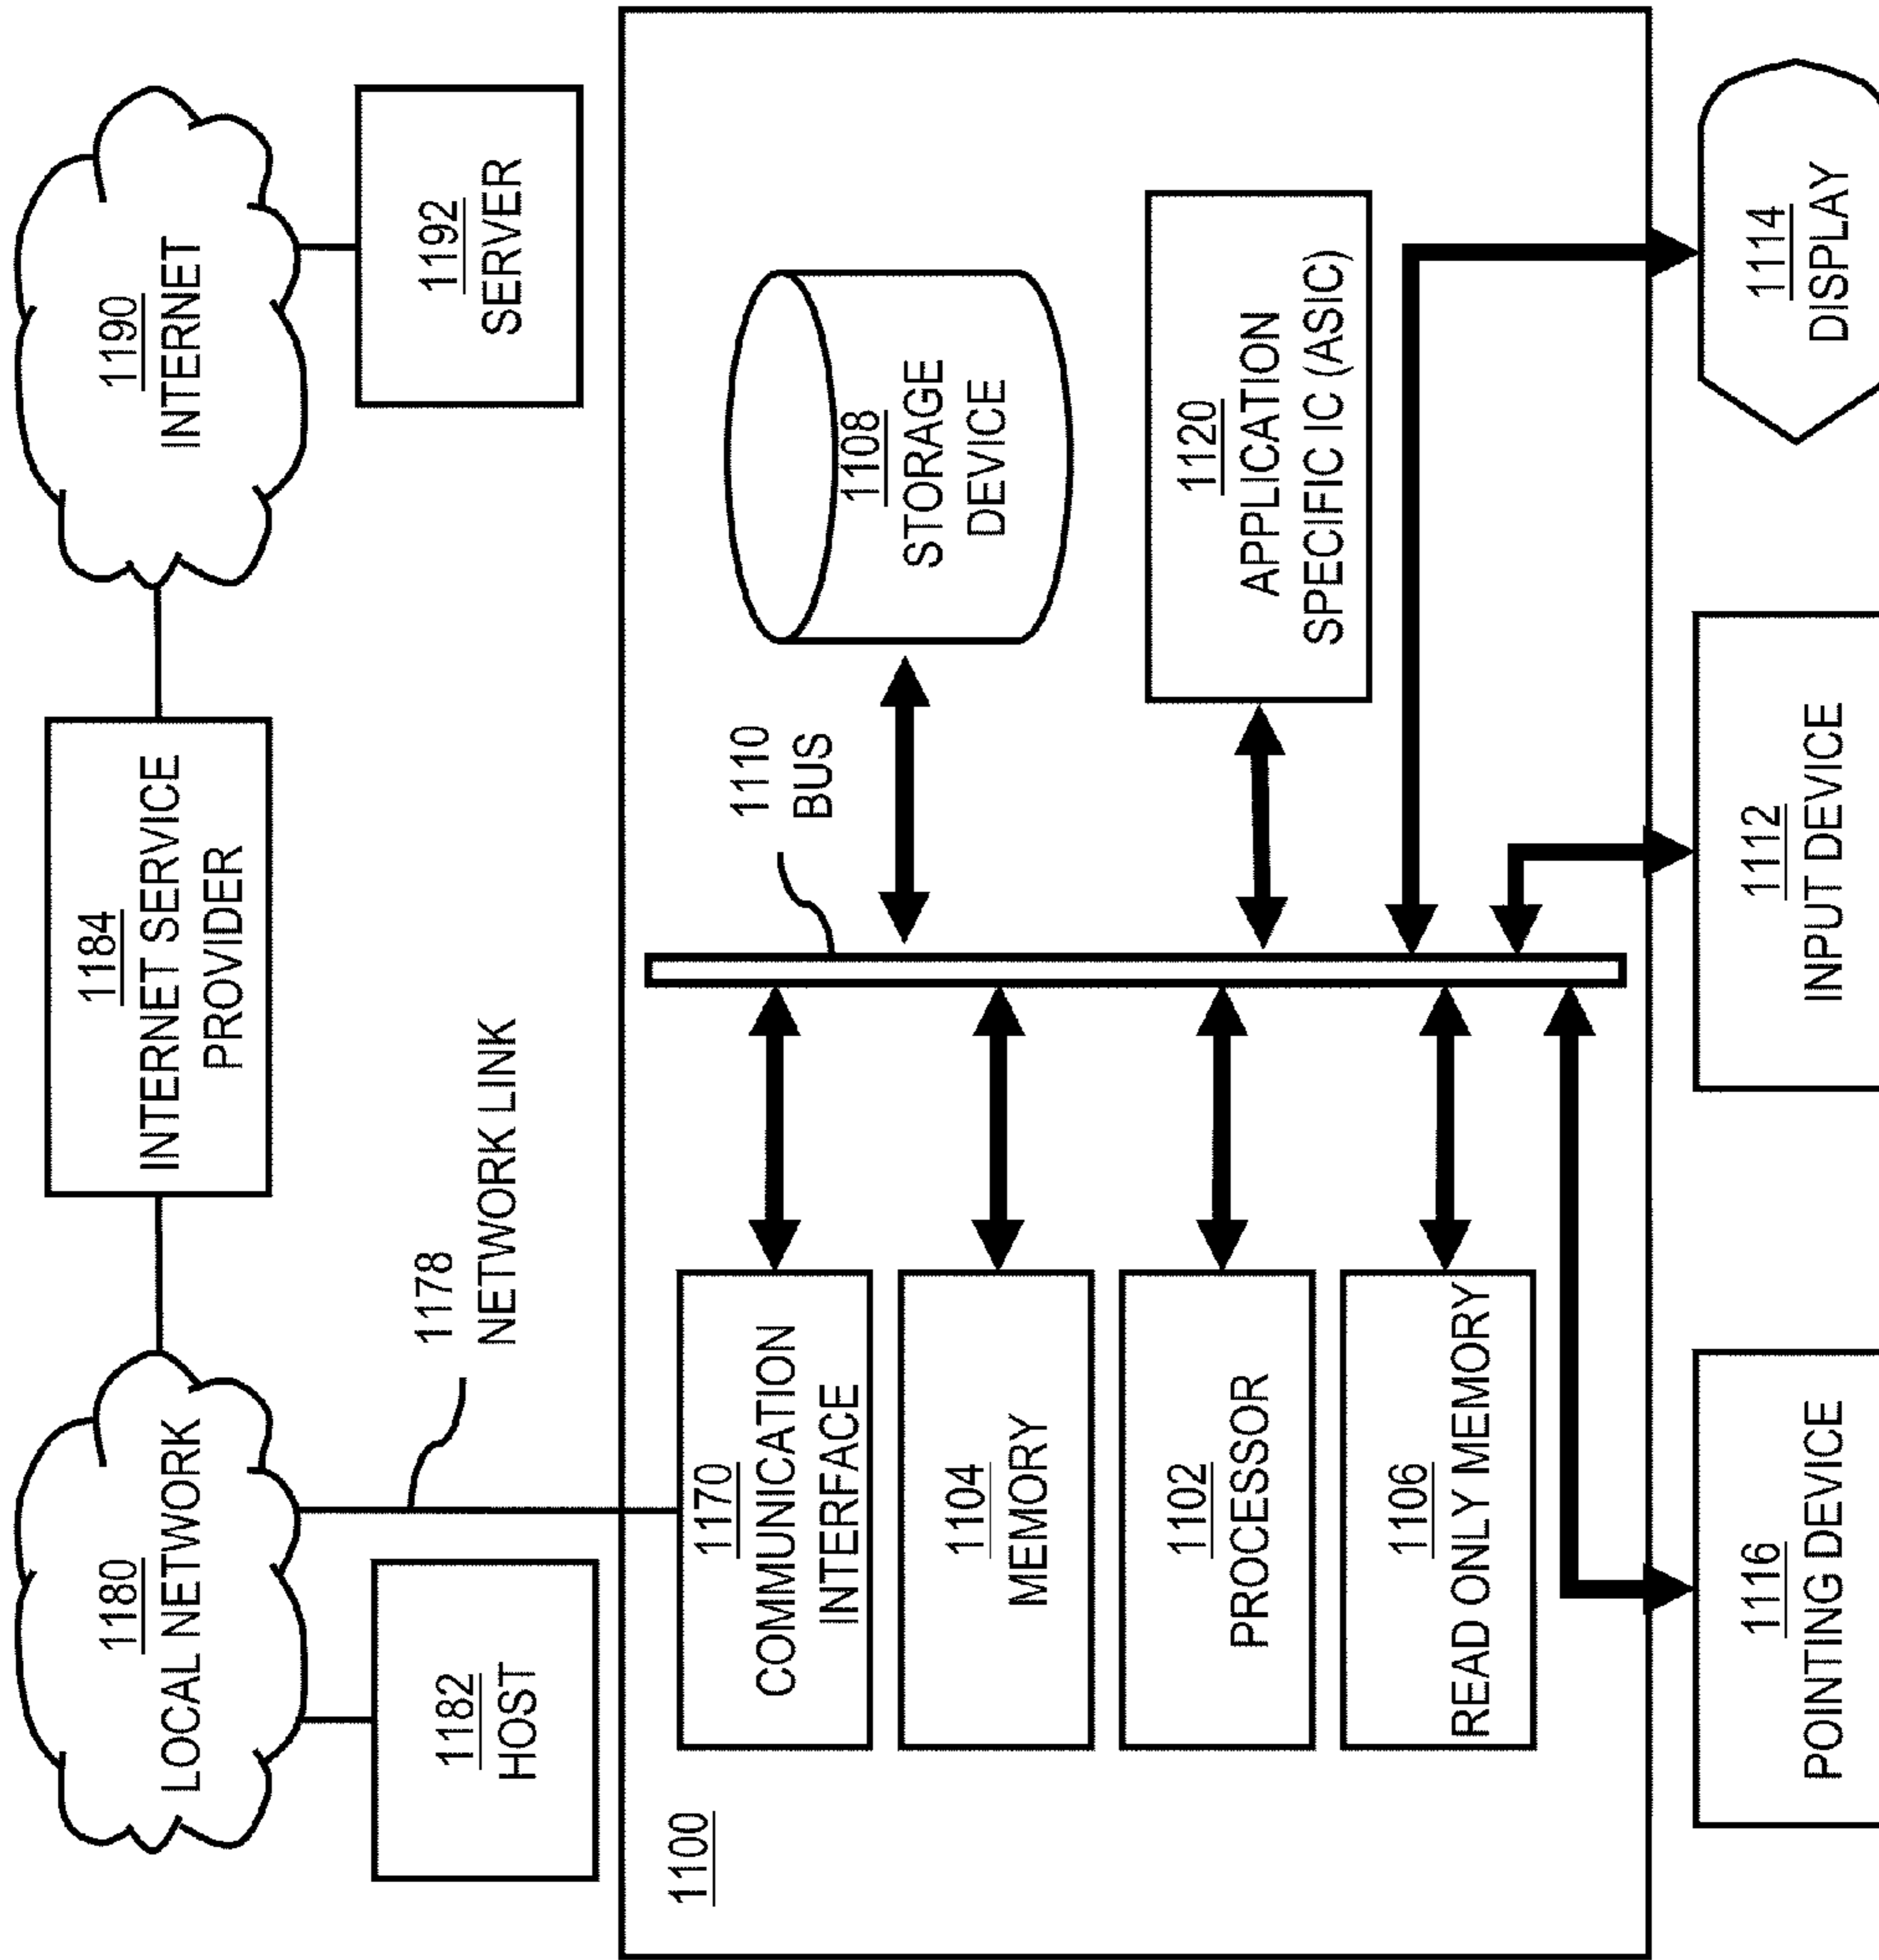 1180
LOCAL NETWORK
1184
INTERNET SERVICE
PROVIDER
1190
INTERNET
1182
HOST
1178
NETWORK LINK
1192
SERVER
1100
1170
COMMUNICATION
INTERFACE
1104
MEMORY
1102
PROCESSOR
1106
READ ONLY MEMORY
1110
BUS
1108
STORAGE
DEVICE
1120
APPLICATION
SPECIFIC IC (ASIC)
1116
POINTING DEVICE
1112
INPUT DEVICE
1114
DISPLAY